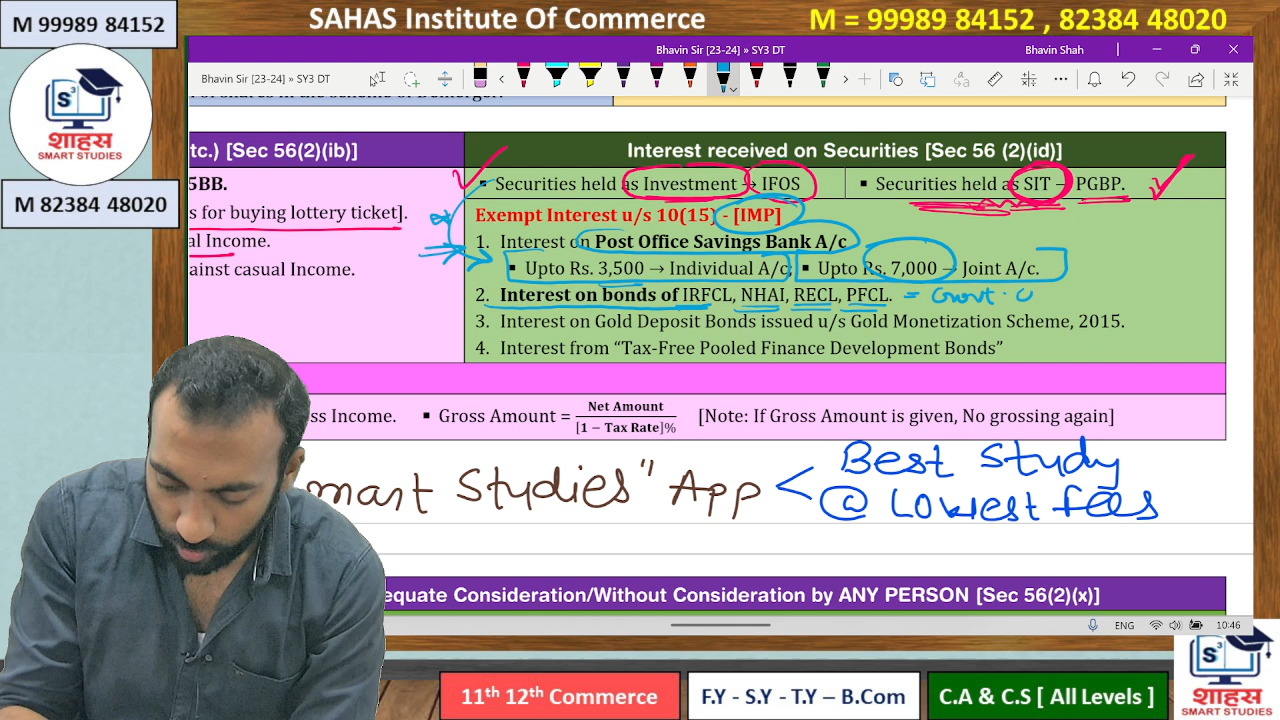 M 99989 84152
SAHAS Institute Of Commerce
M = 99989 84152 , 82384 48020
S³
शाहस
SMART STUDIES
M 82384 48020
Bhavin Sir [23-24] » SY3 DT
Bhavin Shah
Bhavin Sir [23-24] » SY3 DT
tc.) [Sec 56(2)(ib)]
Interest received on Securities [Sec 56 (2)(id)]
5BB.
▪ Securities held as Investment → IFOS
▪ Securities held as SIT → PGBP.
s for buying lottery ticket].
Exempt Interest u/s 10(15) - [IMP]
al Income.
1. Interest on Post Office Savings Bank A/c
ainst casual Income.
▪ Upto Rs. 3,500 → Individual A/c;
▪ Upto Rs. 7,000 → Joint A/c.
2. Interest on bonds of IRFCL, NHAI, RECL, PFCL. = Govt. C
3. Interest on Gold Deposit Bonds issued u/s Gold Monetization Scheme, 2015.
4. Interest from “Tax-Free Pooled Finance Development Bonds”
ss Income.
▪ Gross Amount = Net Amount / [1 − Tax Rate]%
[Note: If Gross Amount is given, No grossing again]
mart Studies" App <
Best Study
@ Lowest fees
equate Consideration/Without Consideration by ANY PERSON [Sec 56(2)(x)]
ENG
10:46
11th 12th Commerce
F.Y - S.Y - T.Y – B.Com
C.A & C.S [ All Levels ]
S³
शाहस
SMART STUDIES